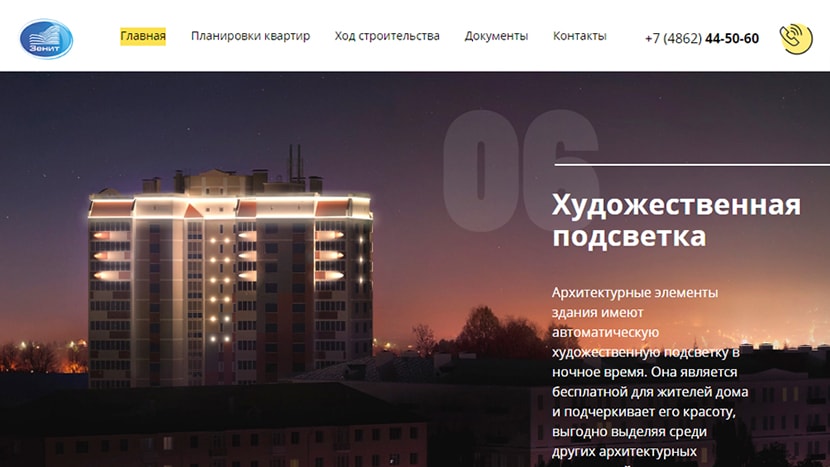 Зенит
Главная
Планировки квартир
Ход строительства
Документы
Контакты
+7 (4862) 44-50-60
06
Художественная
подсветка
Архитектурные элементы
здания имеют
автоматическую
художественную подсветку в
ночное время. Она является
бесплатной для жителей дома
и подчеркивает его красоту,
выгодно выделяя среди
других архитектурных